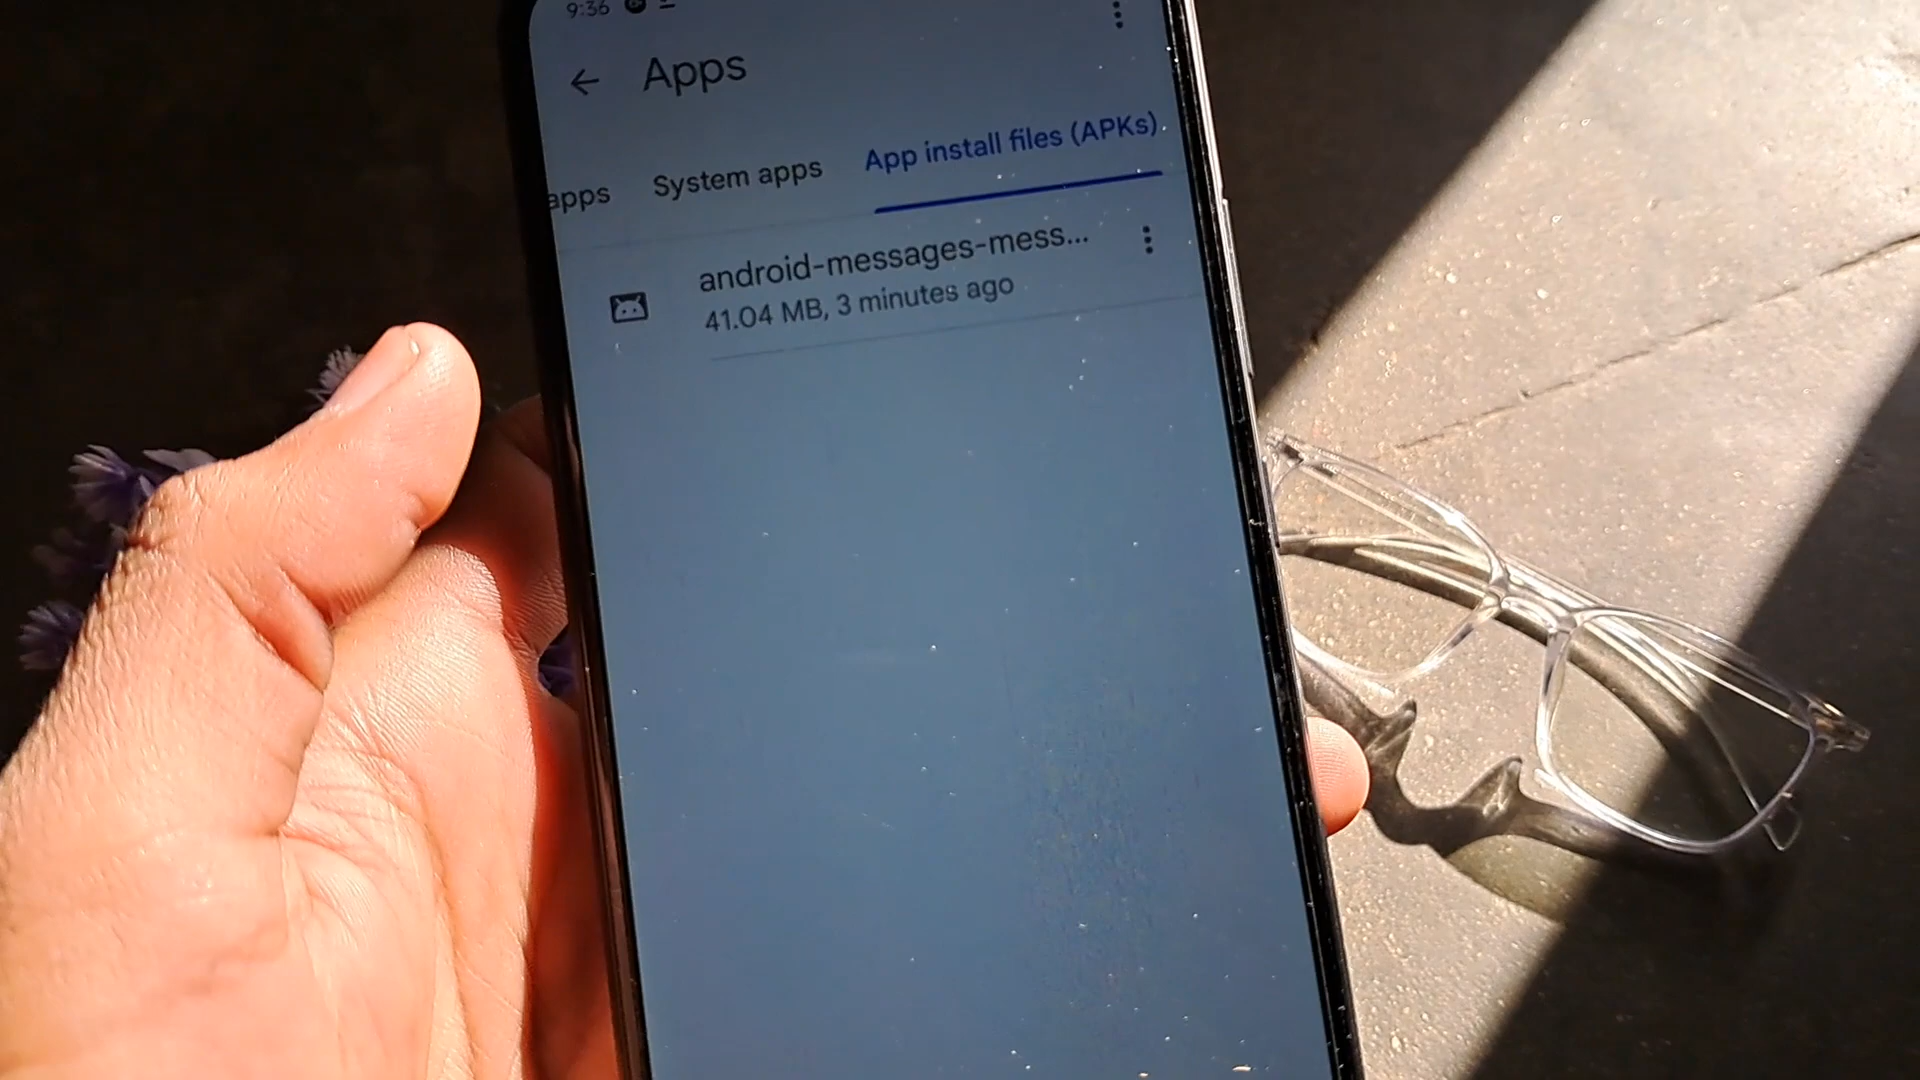 9:36
Apps
apps System apps App install files (APKs)
android-messages-mess...
41.04 MB, 3 minutes ago